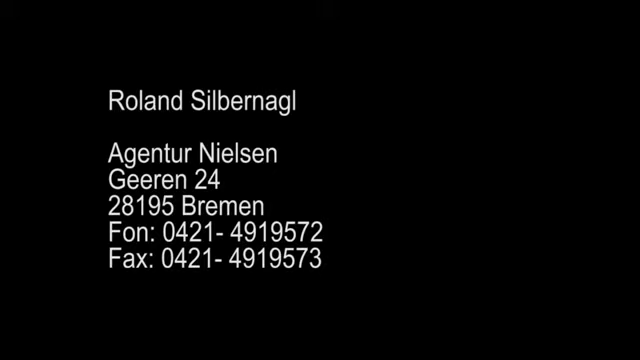 Roland Silbernagl
Agentur Nielsen
Geeren 24
28195 Bremen
Fon: 0421- 4919572
Fax: 0421- 4919573